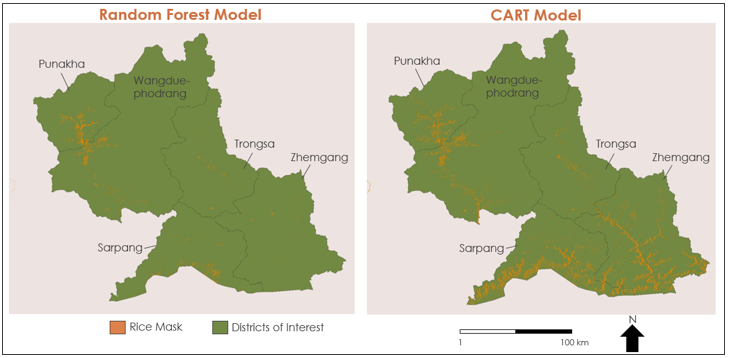 Random Forest Model
CART Model
Punakha
Wangdue-
phodrang
Trongsa
Zhemgang
Sarpang
Punakha
Wangdue-
phodrang
Trongsa
Zhemgang
Sarpang
Rice Mask
Districts of Interest
1
100 km
N